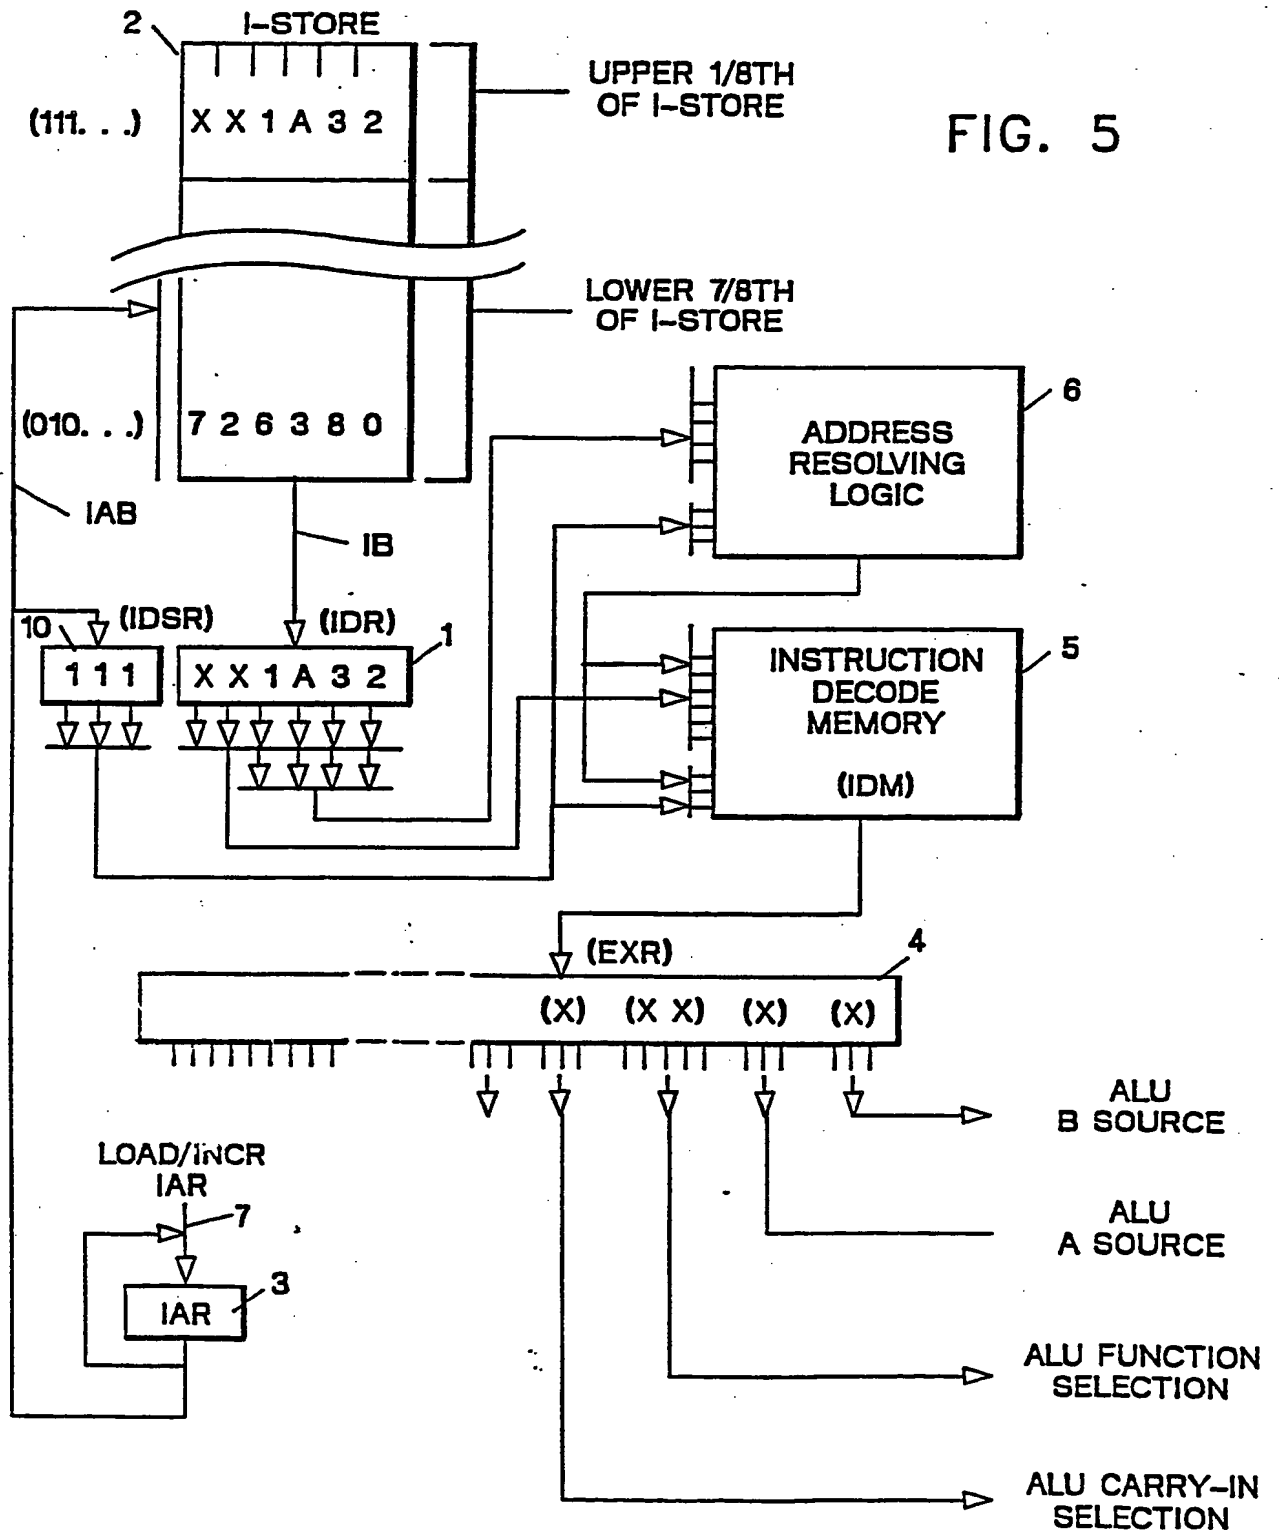 2
I-STORE
UPPER 1/8TH
OF I-STORE
(111. . .)
X X 1 A 3 2
FIG. 5
LOWER 7/8TH
OF I-STORE
(010. . .)
7 2 6 3 8 0
6
ADDRESS
RESOLVING
LOGIC
IAB
IB
10
(IDSR)
(IDR)
1
1 1 1
X X 1 A 3 2
5
INSTRUCTION
DECODE
MEMORY
(IDM)
(EXR)
4
(X) (X X) (X) (X)
ALU
B SOURCE
LOAD/INCR
IAR
7
ALU
A SOURCE
3
IAR
ALU FUNCTION
SELECTION
ALU CARRY-IN
SELECTION